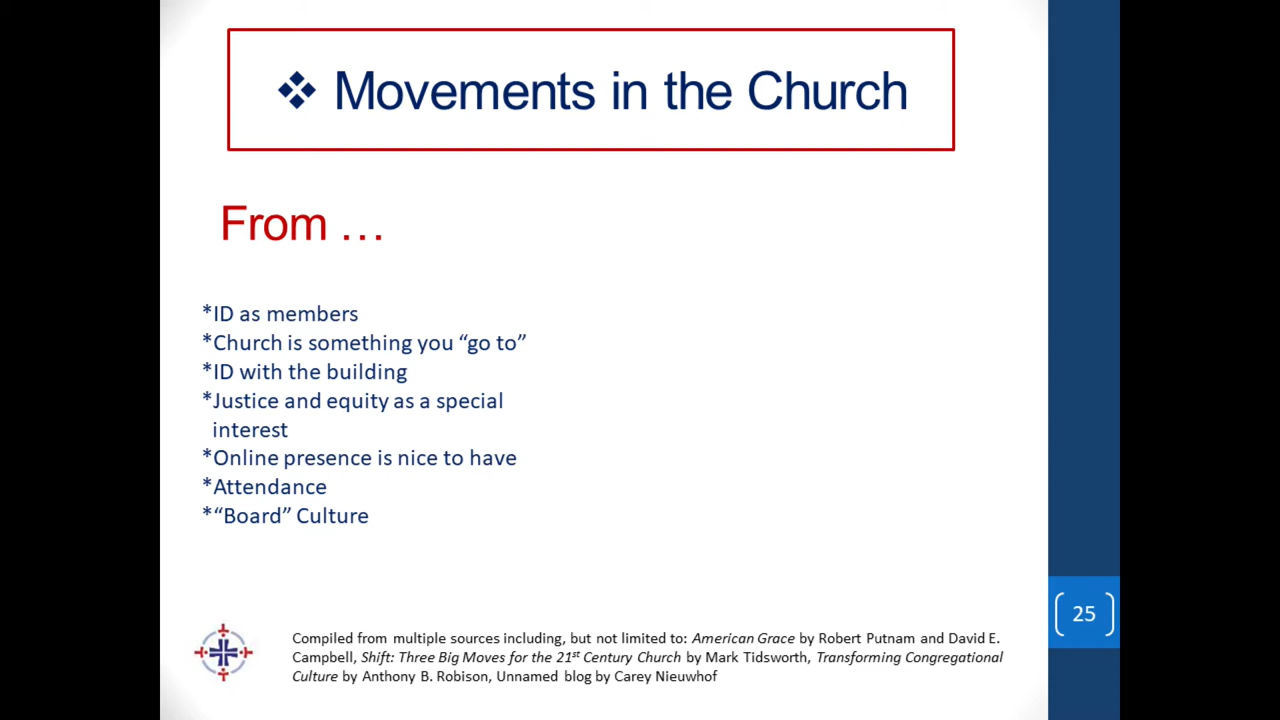 ❖ Movements in the Church
From …
*ID as members
*Church is something you “go to”
*ID with the building
*Justice and equity as a special
interest
*Online presence is nice to have
*Attendance
*“Board” Culture
25
Compiled from multiple sources including, but not limited to: American Grace by Robert Putnam and David E.
Campbell, Shift: Three Big Moves for the 21st Century Church by Mark Tidsworth, Transforming Congregational
Culture by Anthony B. Robison, Unnamed blog by Carey Nieuwhof